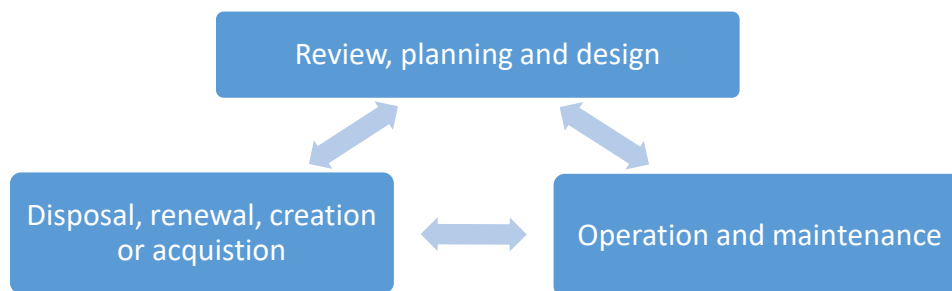 Review, planning and design
Disposal, renewal, creation
or acquistion
Operation and maintenance